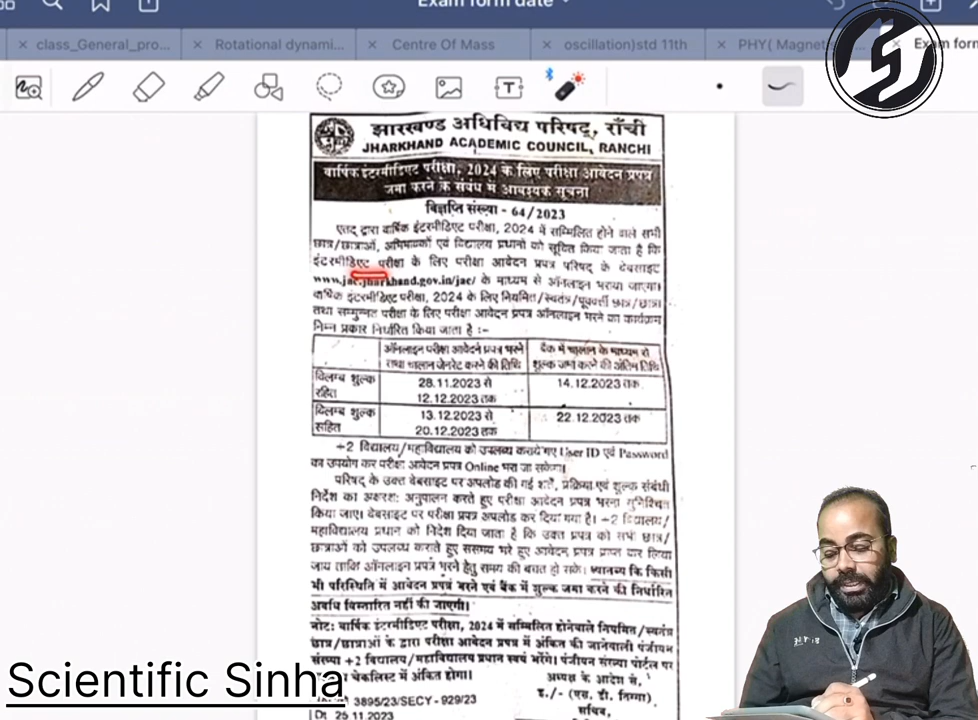 Exam form date
class_General_pro...
Rotational dynami...
Centre Of Mass
oscillation)std 11th
PHY( Magnet
Exam form
T
झारखण्ड अधिविद्य परिषद्, राँची
JHARKHAND ACADEMIC COUNCIL, RANCHI
वार्षिक इंटरमीडिएट परीक्षा, 2024 के लिए परीक्षा आवेदन प्रपत्र
जमा करने के संबंध में आवश्यक सूचना
विज्ञप्ति संख्या - 64/2023
एतद् द्वारा वार्षिक इंटरमीडिएट परीक्षा, 2024 में सम्मिलित होने वाले सभी
छात्र/छात्राओं, अभिभावकों एवं विद्यालय प्रधानों को सूचित किया जाता है कि
इंटरमीडिएट परीक्षा के लिए परीक्षा आवेदन प्रपत्र परिषद् के वेबसाइट
www.jac.jharkhand.gov.in/jac/ के माध्यम से ऑनलाइन भराया जाएगा।
वार्षिक इंटरमीडिएट परीक्षा, 2024 के लिए नियमित/स्वतंत्र/पूर्ववर्ती छात्र/छात्रा
तथा सम्मुन्नत परीक्षा के लिए परीक्षा आवेदन प्रपत्र ऑनलाइन भरने का कार्यक्रम
निम्न प्रकार निर्धारित किया जाता है :-
ऑनलाइन परीक्षा आवेदन प्रपत्र भरने
तथा चालान जेनरेट करने की तिथि
बैंक में चालान के माध्यम से
शुल्क जमा करने की अंतिम तिथि
विलम्ब शुल्क
रहित
28.11.2023 से
12.12.2023 तक
14.12.2023 तक
विलम्ब शुल्क
सहित
13.12.2023 से
20.12.2023 तक
22.12.2023 तक
+2 विद्यालय/महाविद्यालय को उपलब्ध कराये गए User ID एवं Password
का उपयोग कर परीक्षा आवेदन प्रपत्र Online भरा जा सकेगा।
परिषद् के उक्त वेबसाइट पर अपलोड की गई शर्तें, प्रक्रिया एवं शुल्क संबंधी
निर्देश का अक्षरशः अनुपालन करते हुए परीक्षा आवेदन प्रपत्र भरना सुनिश्चित
किया जाए। वेबसाइट पर परीक्षा प्रपत्र अपलोड कर दिया गया है। +2 विद्यालय/
महाविद्यालय प्रधान को निदेश दिया जाता है कि उक्त प्रपत्र को सभी छात्र/
छात्राओं को उपलब्ध कराते हुए ससमय भरे हुए आवेदन प्रपत्र प्राप्त कर लिया
जाय ताकि ऑनलाइन प्रपत्र भरने हेतु समय की बचत हो सके। ध्यातव्य कि किसी
भी परिस्थिति में आवेदन प्रपत्र भरने एवं बैंक में शुल्क जमा करने की निर्धारित
अवधि विस्तारित नहीं की जाएगी।
नोट: वार्षिक इंटरमीडिएट परीक्षा, 2024 में सम्मिलित होनेवाले नियमित/स्वतंत्र
छात्र/छात्राओं के द्वारा परीक्षा आवेदन प्रपत्र में अंकित की जानेवाली पंजीयन
संख्या +2 विद्यालय/महाविद्यालय प्रधान स्वयं भरेंगे। पंजीयन संख्या पोर्टल पर
चेकलिस्ट में अंकित होगा।
अध्यक्ष के आदेश से,
3895/23/SECY - 929/23
ह./- (एस. डी. तिग्गा)
Dt 25.11.2023
सचिव,
Scientific Sinha